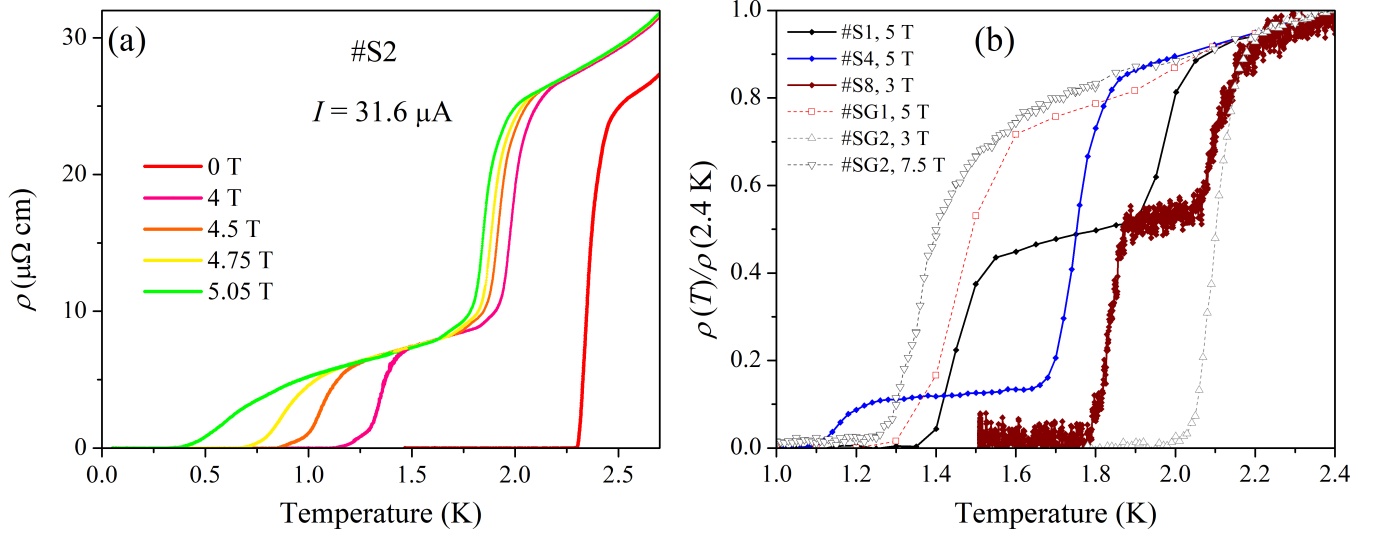 (a)
#S2
I = 31.6 μA
0 T
4 T
4.5 T
4.75 T
5.05 T
30
20
10
0
0.0 0.5 1.0 1.5 2.0 2.5
ρ (μΩ cm)
Temperature (K)
(b)
#S1, 5 T
#S4, 5 T
#S8, 3 T
#SG1, 5 T
#SG2, 3 T
#SG2, 7.5 T
1.0
0.8
0.6
0.4
0.2
0.0
1.0 1.2 1.4 1.6 1.8 2.0 2.2 2.4
ρ (T)/ρ (2.4 K)
Temperature (K)